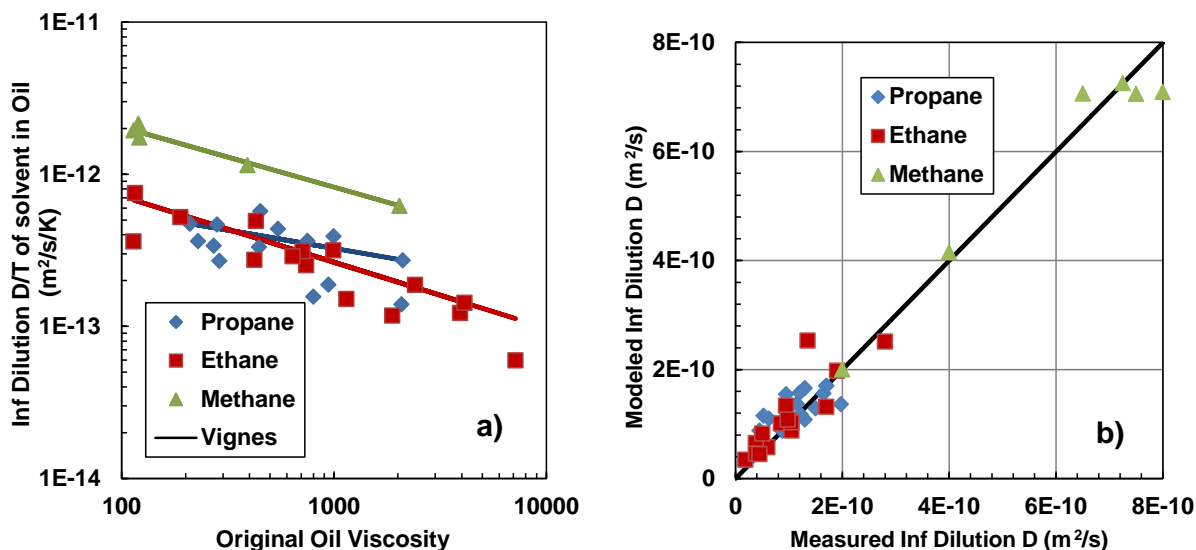 1E-11
1E-12
1E-13
1E-14
Inf Dilution D/T of solvent in Oil
(m²/s/K)
Propane
Ethane
Methane
Vignes
a)
100 1000 10000
Original Oil Viscosity
8E-10
6E-10
4E-10
2E-10
0
Modeled Inf Dilution D (m²/s)
Propane
Ethane
Methane
b)
0 2E-10 4E-10 6E-10 8E-10
Measured Inf Dilution D (m²/s)